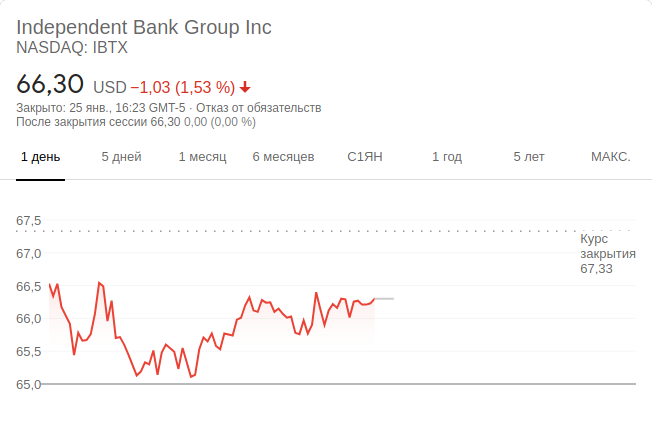 Independent Bank Group Inc
NASDAQ: IBTX
66,30 USD −1,03 (1,53 %)
Закрыто: 25 янв., 16:23 GMT-5 · Отказ от обязательств
После закрытия сессии 66,30 0,00 (0,00 %)
1 день 5 дней 1 месяц 6 месяцев С1ЯН 1 год 5 лет МАКС.
67,5
Курс
закрытия
67,33
67,0
66,5
66,0
65,5
65,0